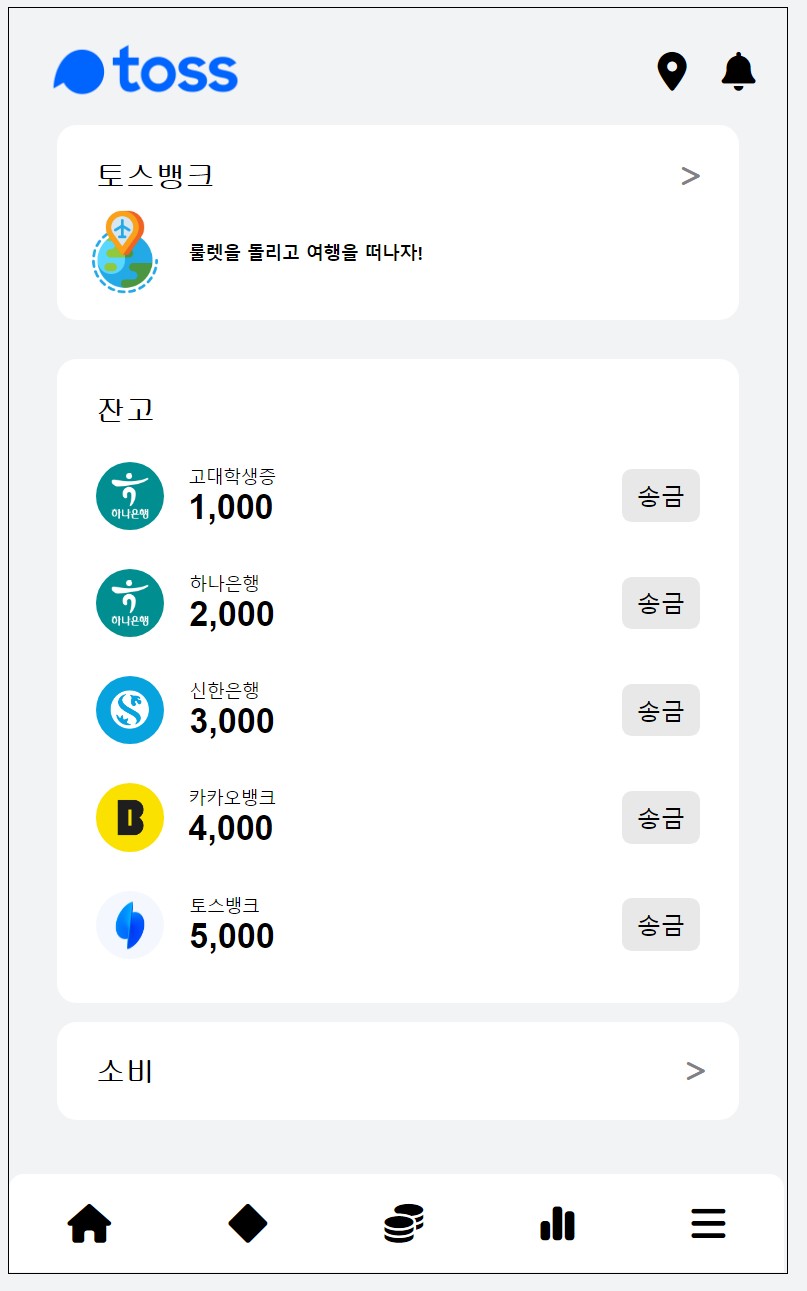 toss
토스뱅크 >
룰렛을 돌리고 여행을 떠나자!
잔고
하나은행
고대학생증
1,000
송금
하나은행
하나은행
2,000
송금
신한은행
3,000
송금
B
카카오뱅크
4,000
송금
토스뱅크
5,000
송금
소비 >